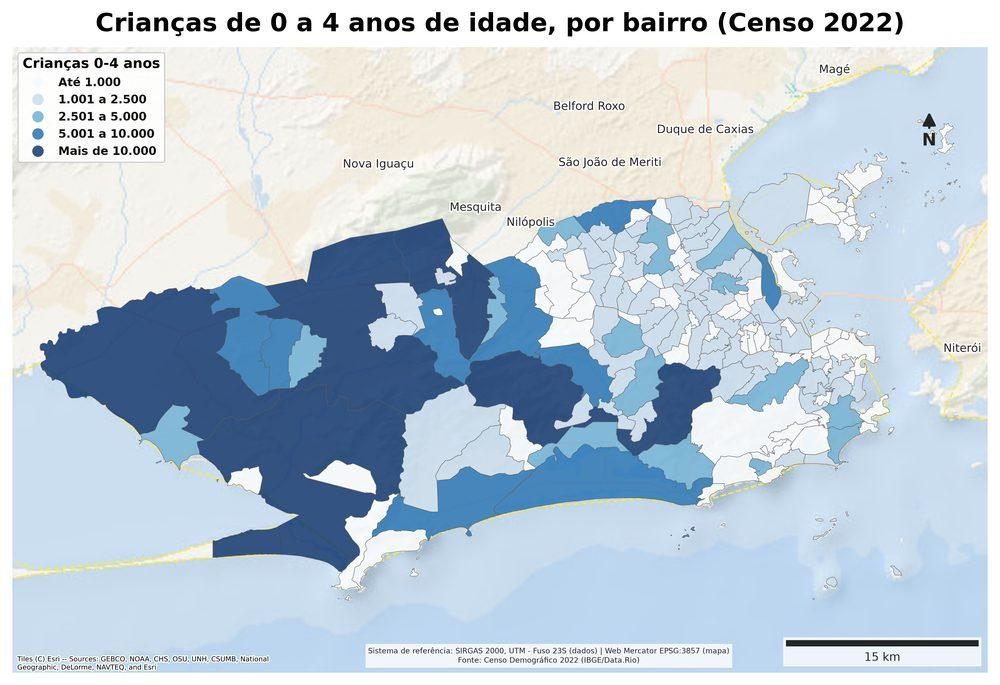 Crianças de 0 a 4 anos de idade, por bairro (Censo 2022)
Crianças 0-4 anos
Até 1.000
1.001 a 2.500
2.501 a 5.000
5.001 a 10.000
Mais de 10.000
Magé
Belford Roxo
Duque de Caxias
N
Nova Iguaçu
São João de Meriti
Mesquita
Nilópolis
Niterói
Tiles (C) Esri -- Sources: GEBCO, NOAA, CHS, OSU, UNH, CSUMB, National
Geographic, DeLorme, NAVTEQ, and Esri
Sistema de referência: SIRGAS 2000, UTM - Fuso 23S (dados) | Web Mercator EPSG:3857 (mapa)
Fonte: Censo Demográfico 2022 (IBGE/Data.Rio)
15 km